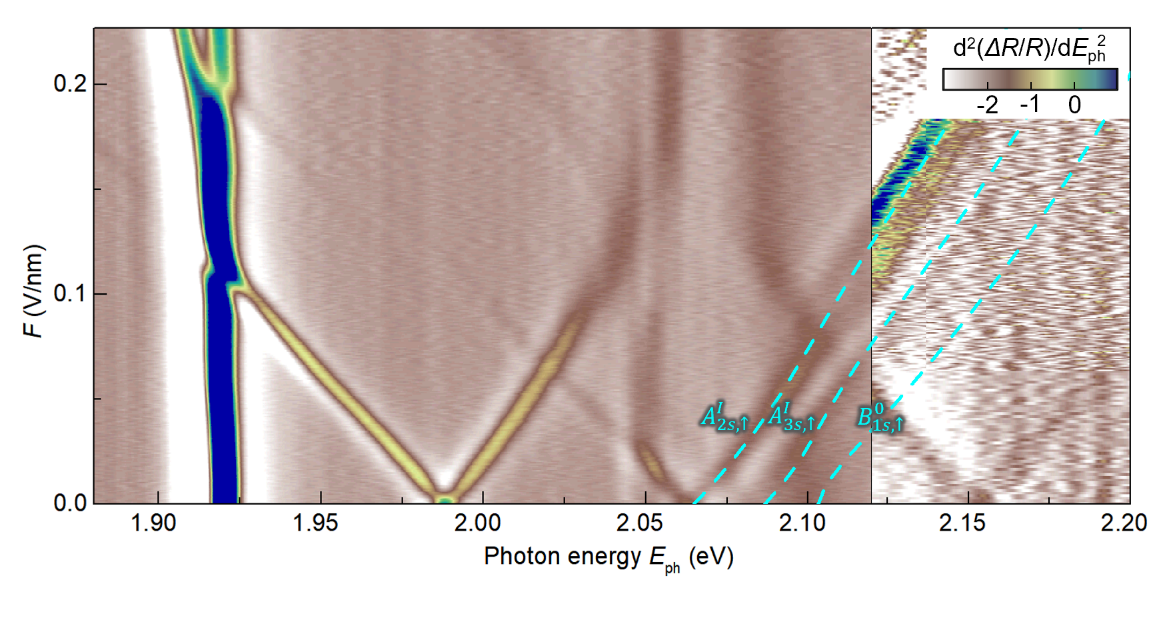 d²(ΔR/R)/dE_ph²
-2 -1 0
0.2
0.1
0.0
F (V/nm)
A^I_2s,↑ A^I_3s,↑ B^0_1s,↑
1.90 1.95 2.00 2.05 2.10 2.15 2.20
Photon energy E_ph (eV)